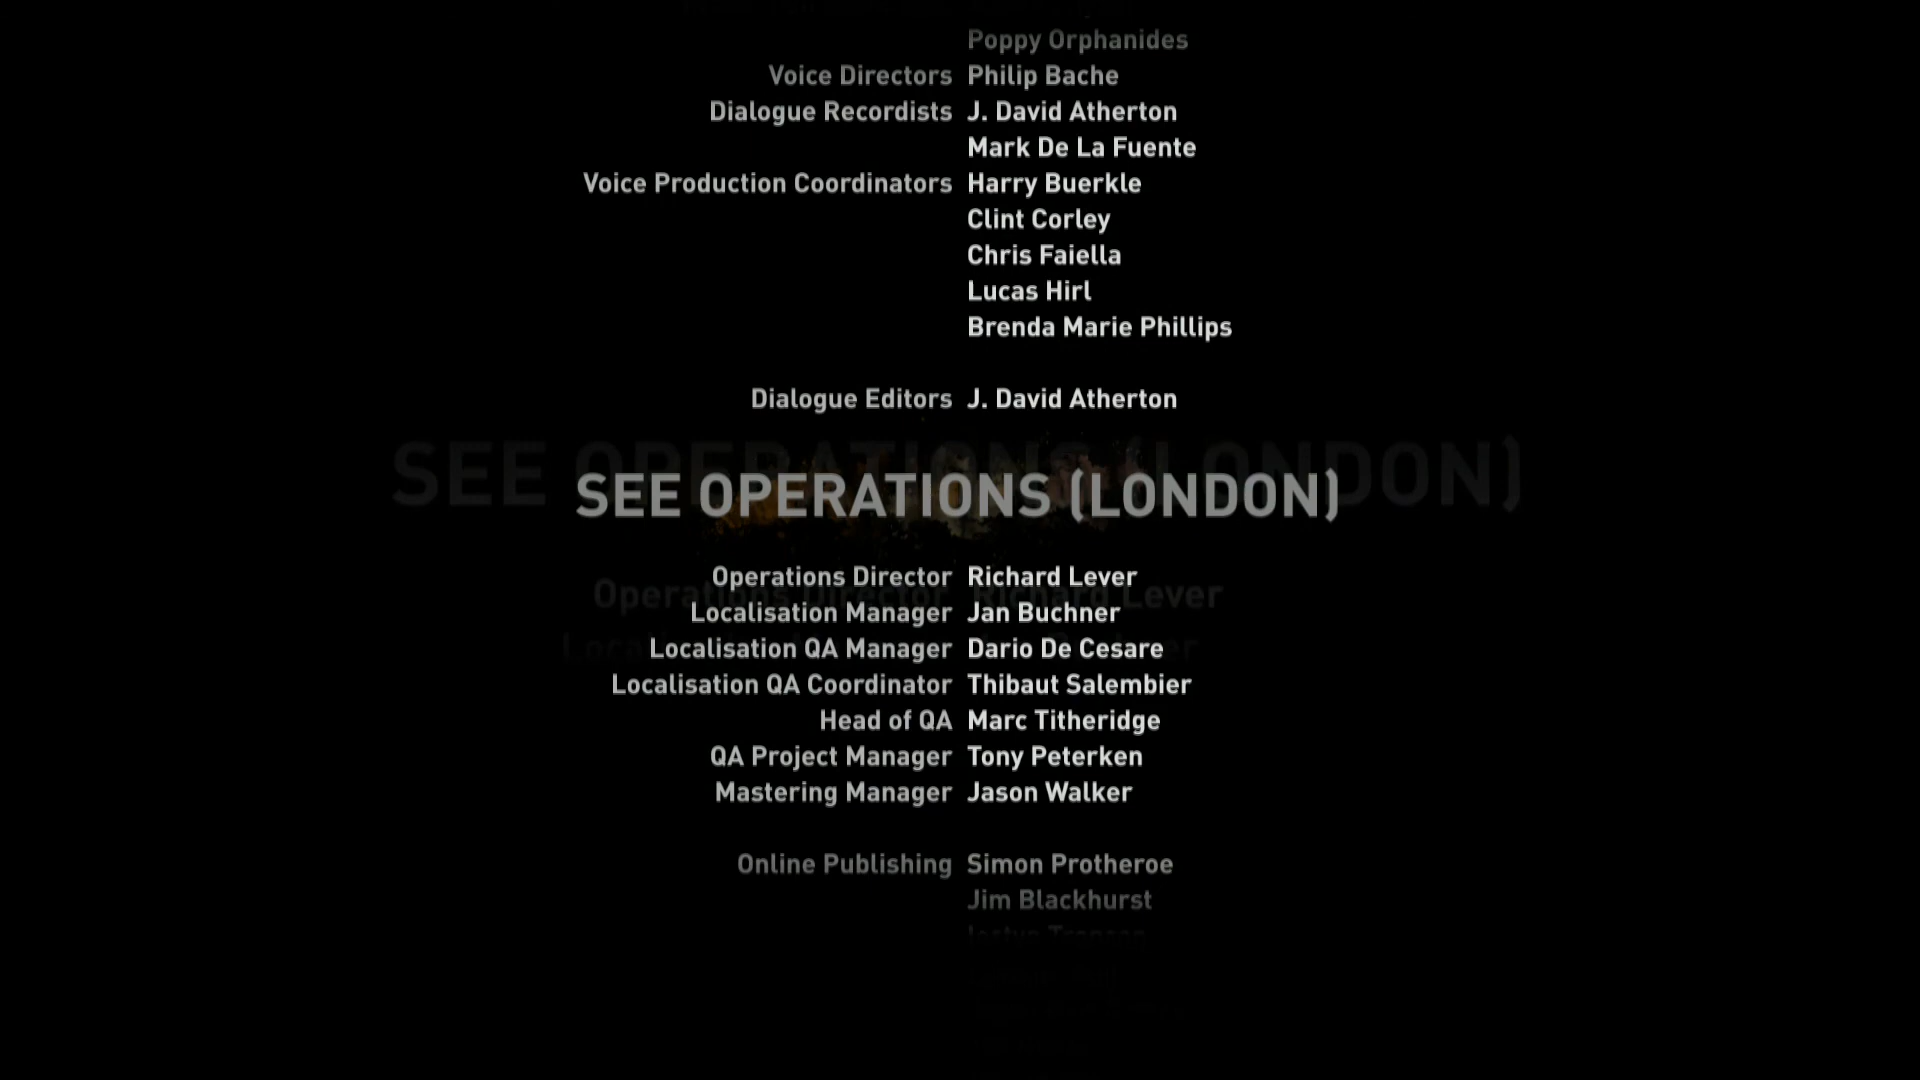 Poppy Orphanides
Voice Directors Philip Bache
Dialogue Recordists J. David Atherton
Mark De La Fuente
Voice Production Coordinators Harry Buerkle
Clint Corley
Chris Faiella
Lucas Hirl
Brenda Marie Phillips
Dialogue Editors J. David Atherton
SEE OPERATIONS (LONDON)
Operations Director Richard Lever
Localisation Manager Jan Buchner
Localisation QA Manager Dario De Cesare
Localisation QA Coordinator Thibaut Salembier
Head of QA Marc Titheridge
QA Project Manager Tony Peterken
Mastering Manager Jason Walker
Online Publishing Simon Protheroe
Jim Blackhurst